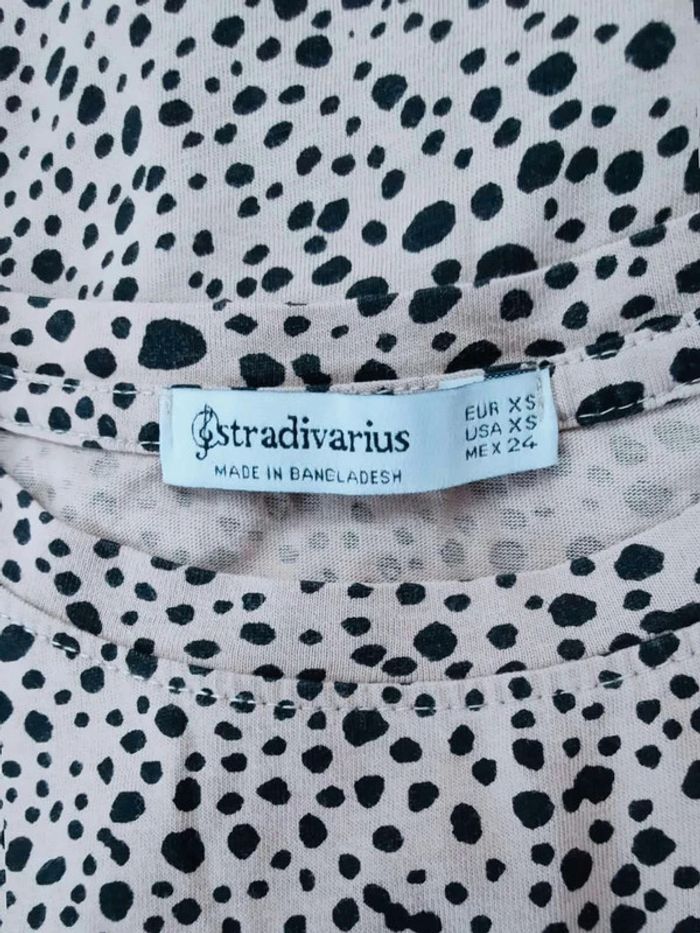 stradivarius
MADE IN BANGLADESH
EUR XS
USA XS
MEX 24